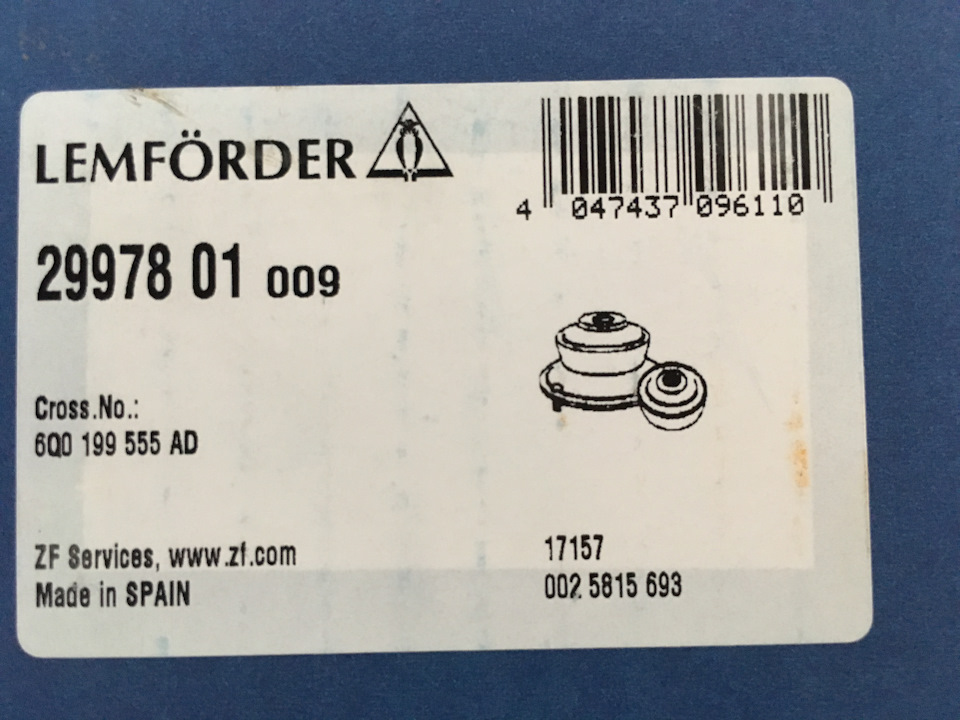 LEMFÖRDER
4 047437 096110
29978 01 009
Cross.No.:
6Q0 199 555 AD
ZF Services, www.zf.com
Made in SPAIN
17157
002 5815 693